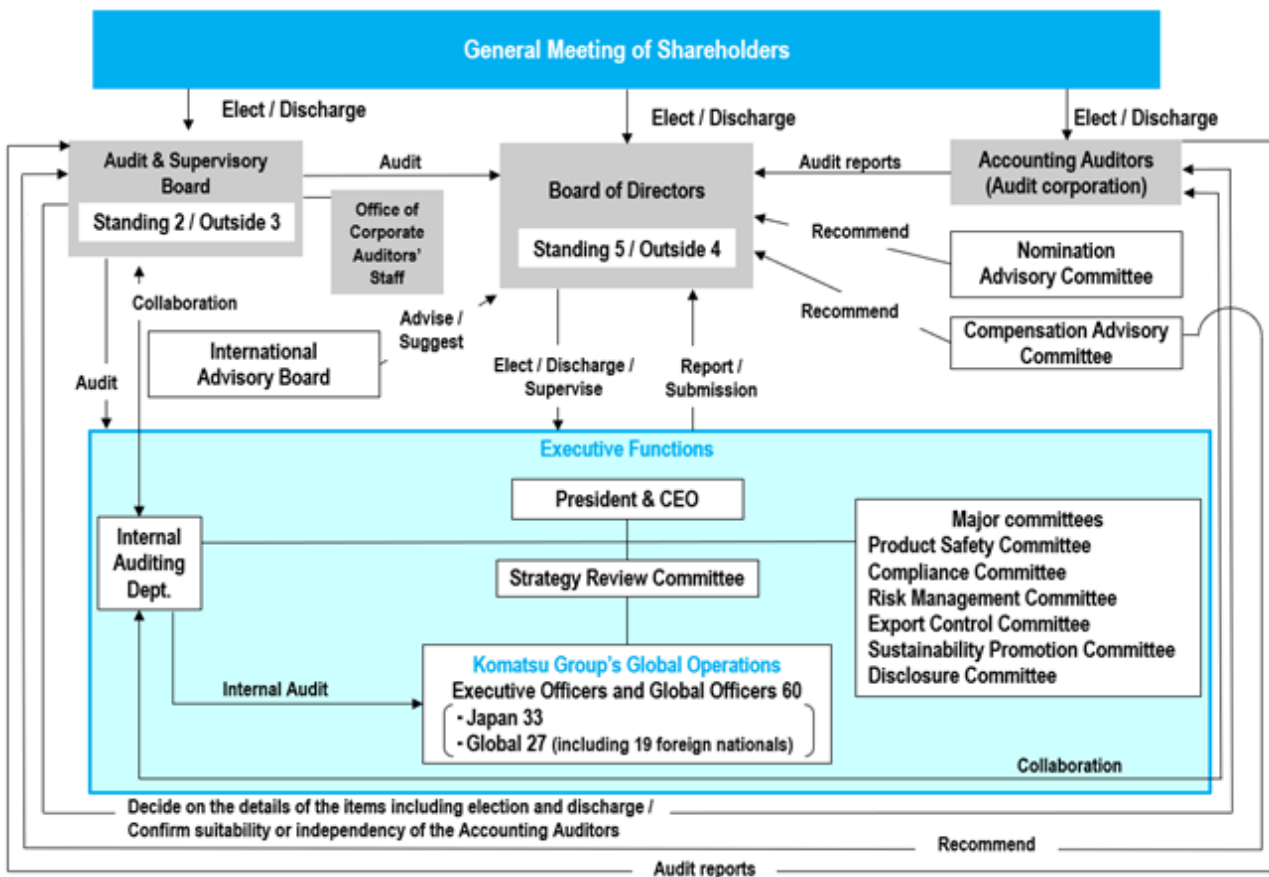 General Meeting of Shareholders
Elect / Discharge
Elect / Discharge
Elect / Discharge
Audit & Supervisory
Board
Standing 2 / Outside 3
Audit
Office of
Corporate
Auditors'
Staff
Board of Directors
Standing 5 / Outside 4
Audit reports
Accounting Auditors
(Audit corporation)
Recommend
Nomination
Advisory Committee
Recommend
Compensation Advisory
Committee
Collaboration
International
Advisory Board
Advise /
Suggest
Audit
Elect / Discharge /
Supervise
Report /
Submission
Executive Functions
President & CEO
Internal
Auditing
Dept.
Strategy Review Committee
Major committees
Product Safety Committee
Compliance Committee
Risk Management Committee
Export Control Committee
Sustainability Promotion Committee
Disclosure Committee
Internal Audit
Komatsu Group's Global Operations
Executive Officers and Global Officers 60
- Japan 33
- Global 27 (including 19 foreign nationals)
Collaboration
Decide on the details of the items including election and discharge /
Confirm suitability or independency of the Accounting Auditors
Recommend
Audit reports